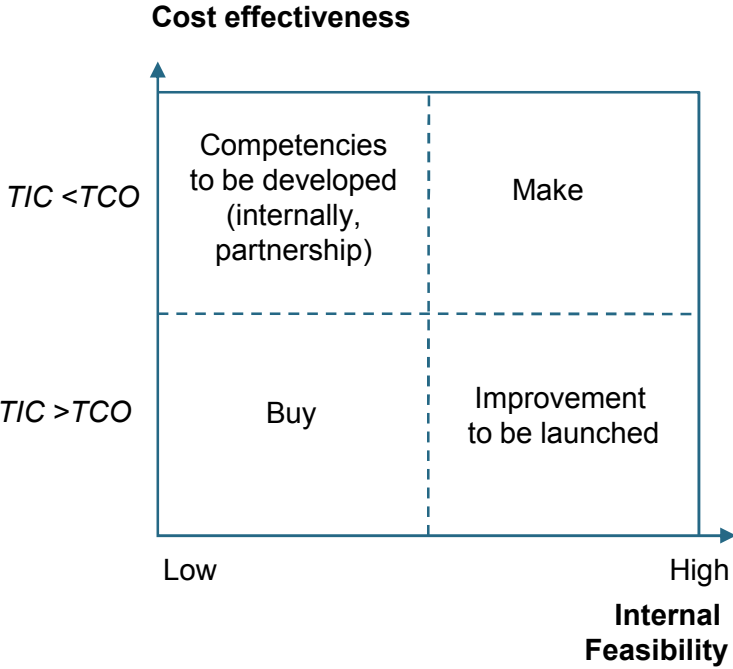 Cost effectiveness
Competencies
to be developed
(internally,
partnership)
Make
TIC <TCO
TIC >TCO
Buy
Improvement
to be launched
Low
High
Internal
Feasibility